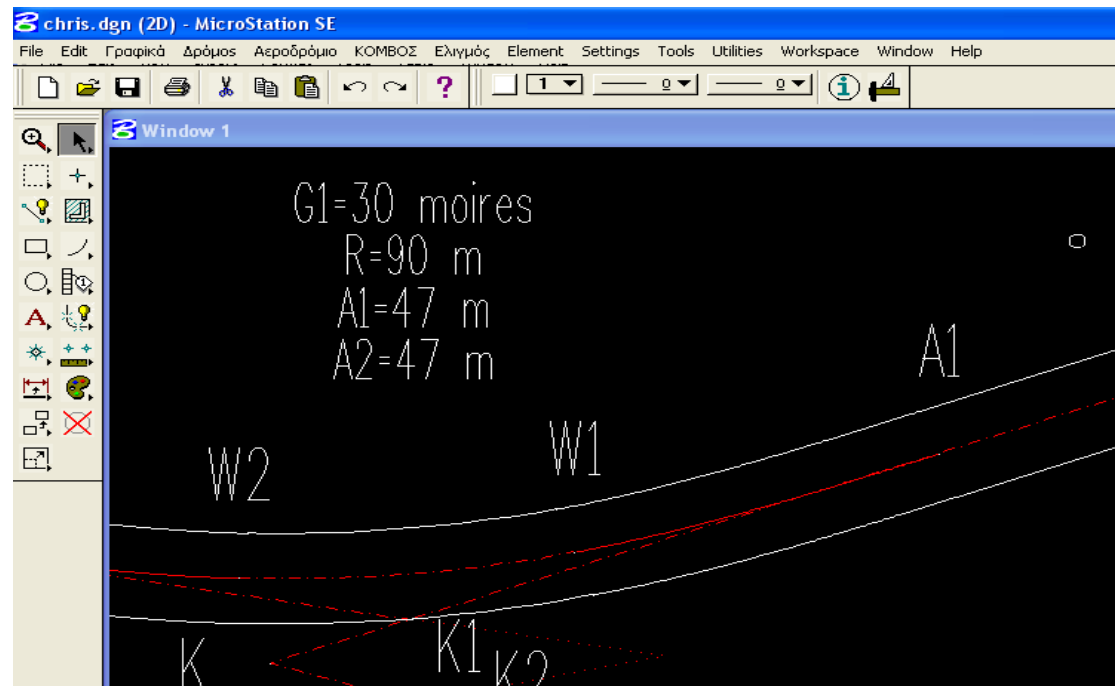 chris.dgn (2D) - MicroStation SE
File Edit Γραφικά Δρόμος Αεροδρόμιο ΚΟΜΒΟΣ Ελιγμός Element Settings Tools Utilities Workspace Window Help
1 0 0
Window 1
G1=30 moires
R=90 m
A1=47 m
A2=47 m
A1
W1
W2
K1
K K2